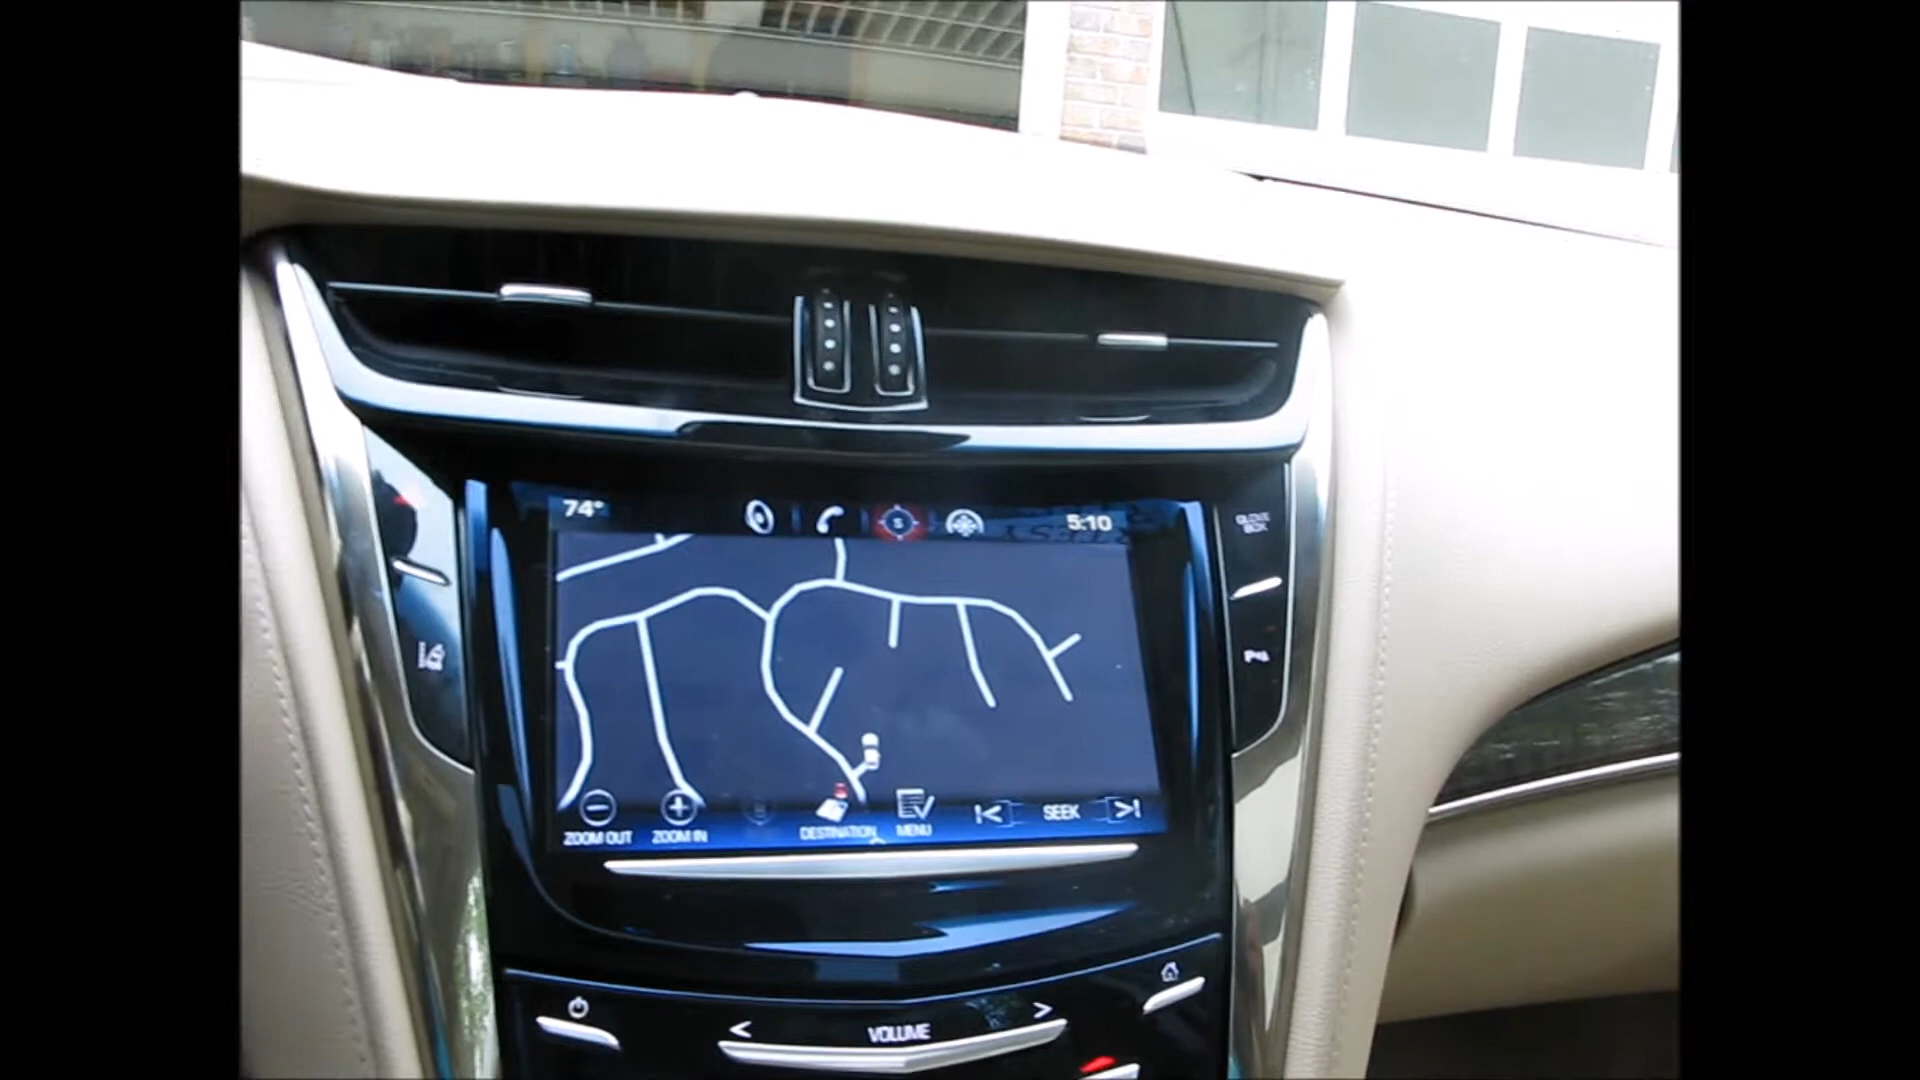 74° S 5:10
GLOVE
BOX
ZOOM OUT ZOOM IN DESTINATION MENU SEEK
VOLUME